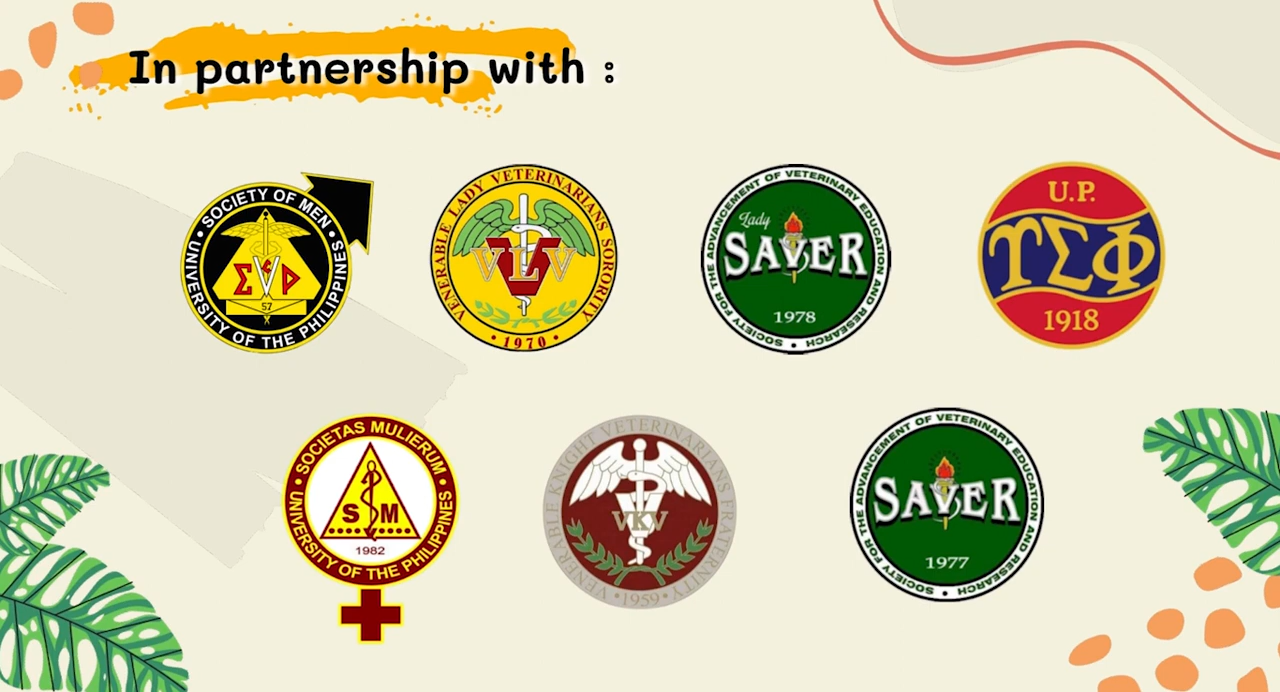 In partnership with :
SOCIETY OF MEN
ΣVP
57
• UNIVERSITY OF THE PHILIPPINES •
VENERABLE LADY VETERINARIANS SORORITY
VLV
• 1970 •
SOCIETY FOR THE ADVANCEMENT OF VETERINARY EDUCATION AND RESEARCH •
Lady
SAVER
1978
U.P.
ΥΣΦ
1918
SOCIETAS MULIERUM
S M
1982
• UNIVERSITY OF THE PHILIPPINES •
VENERABLE KNIGHT VETERINARIANS FRATERNITY
VKV
• 1959 •
SOCIETY FOR THE ADVANCEMENT OF VETERINARY EDUCATION AND RESEARCH •
SAVER
1977